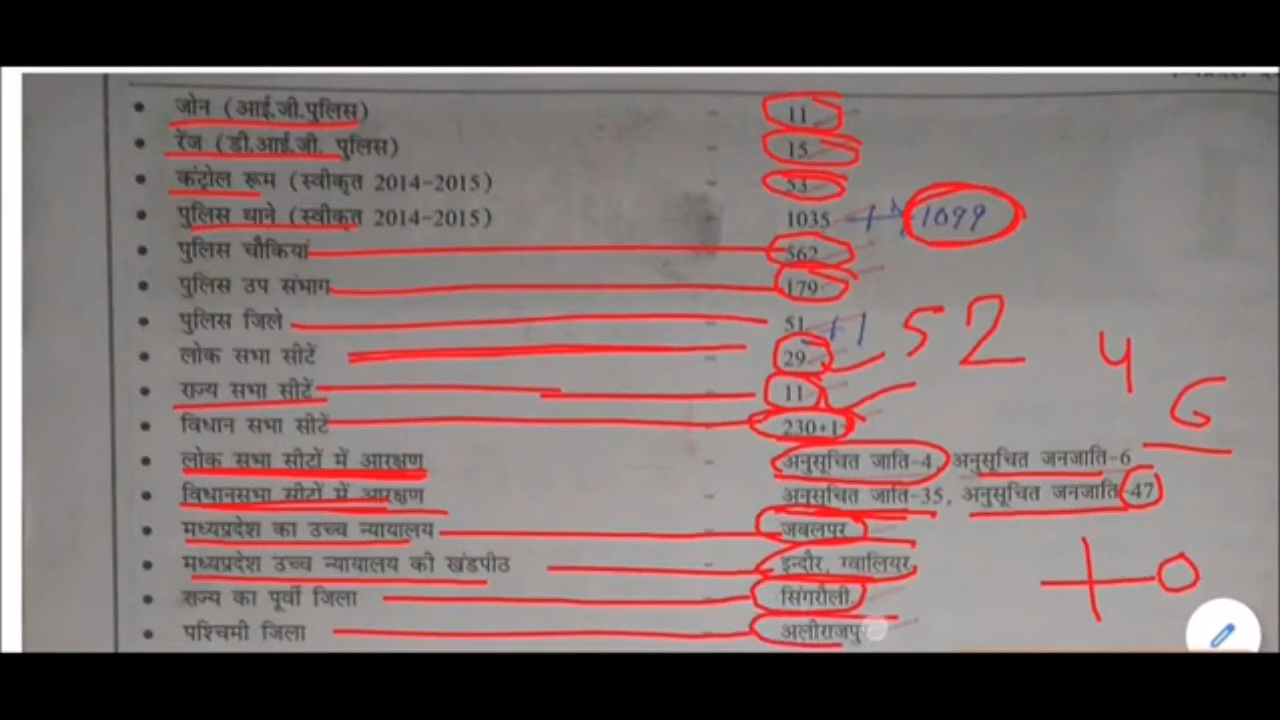 • जोन (आई.जी.पुलिस) - 11
• रेंज (डी.आई.जी. पुलिस) - 15
• कंट्रोल रूम (स्वीकृत 2014-2015) - 53
• पुलिस थाने (स्वीकृत 2014-2015) 1035 1099
• पुलिस चौकियां 562
• पुलिस उप संभाग 179
• पुलिस जिले - 51 +1 52
• लोक सभा सीटें - 29 4
• राज्य सभा सीटें - 11 6
• विधान सभा सीटें - 230+1
• लोक सभा सीटों में आरक्षण - अनुसूचित जाति-4, अनुसूचित जनजाति-6
• विधानसभा सीटों में आरक्षण - अनुसूचित जाति-35, अनुसूचित जनजाति-47
• मध्यप्रदेश का उच्च न्यायालय - जबलपुर
• मध्यप्रदेश उच्च न्यायालय की खंडपीठ - इन्दौर, ग्वालियर
• राज्य का पूर्वी जिला - सिंगरौली
• पश्चिमी जिला - अलीराजपु